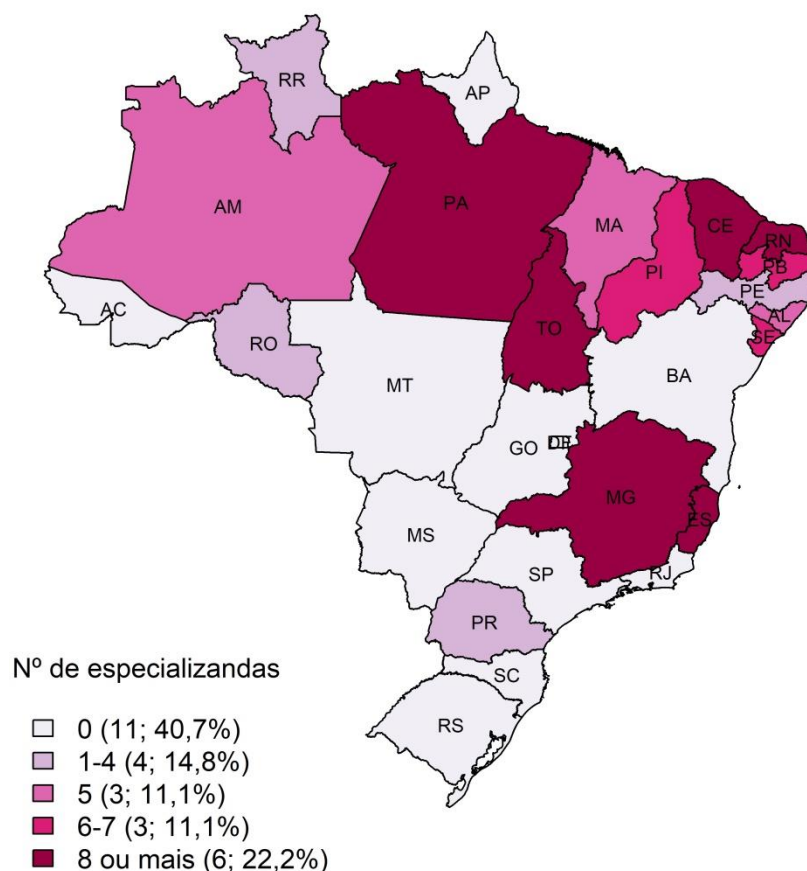 RR
AP
AM
PA
MA
CE
RN
PI
PB
PE
AC
AL
RO
TO
SE
MT
BA
GO
DF
MG
ES
MS
SP
RJ
PR
SC
RS
Nº de especializandas
0 (11; 40,7%)
1-4 (4; 14,8%)
5 (3; 11,1%)
6-7 (3; 11,1%)
8 ou mais (6; 22,2%)